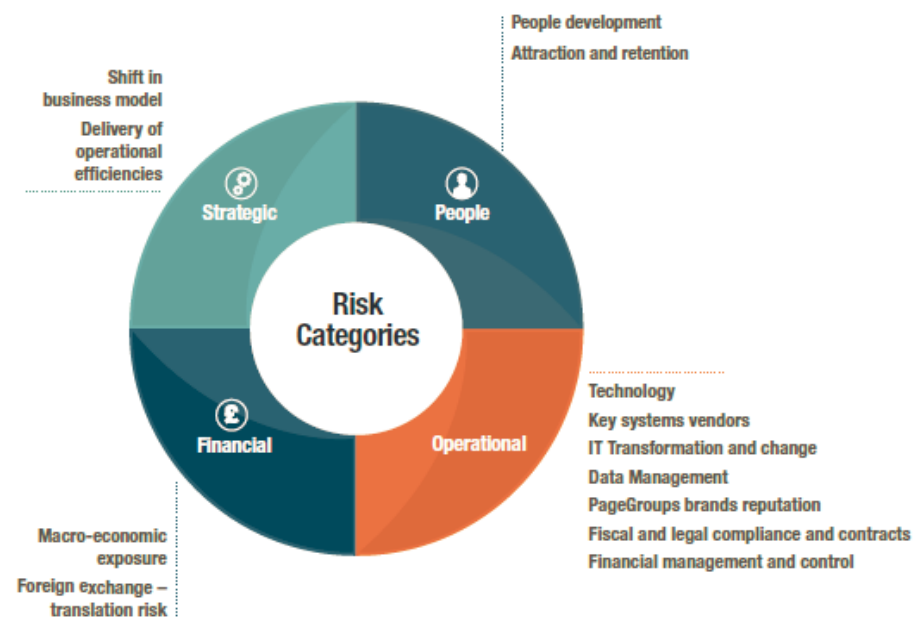 People development
Attraction and retention
Shift in
business model
Delivery of
operational
efficiencies
Strategic
People
Risk
Categories
Financial
Operational
Technology
Key systems vendors
IT Transformation and change
Data Management
PageGroups brands reputation
Fiscal and legal compliance and contracts
Financial management and control
Macro-economic
exposure
Foreign exchange –
translation risk